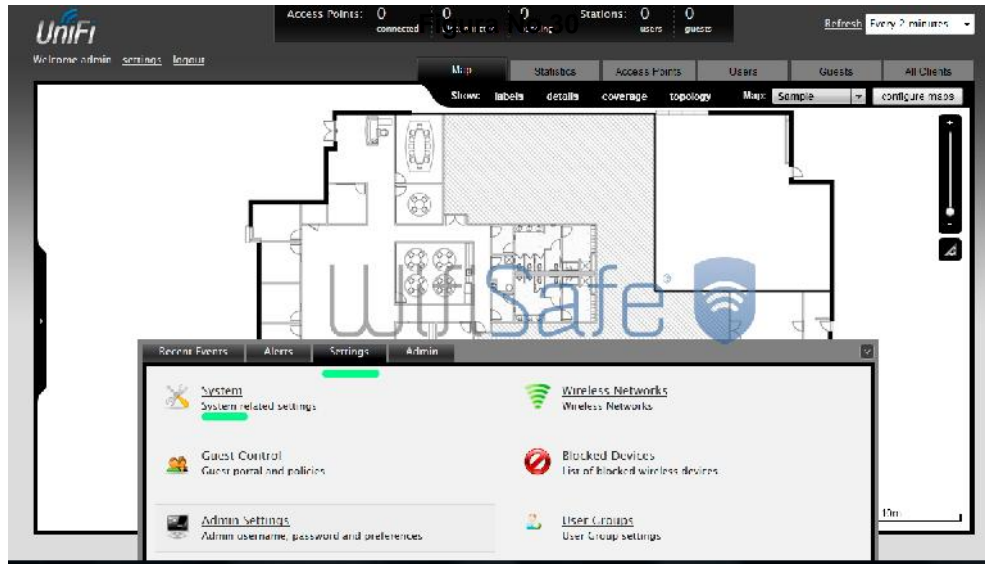 UniFi
Access Points: 0 0 0 Stations: 0 0
connected users guests
Figura No.30
Refresh Every 2 minutes
Welcome admin settings logout
Map Statistics Access Points Users Guests All Clients
Show: labels details coverage topology Map: Sample configure maps
WifiSafe
Recent Events Alerts Settings Admin
System
System related settings
Wireless Networks
Wireless Networks
Guest Control
Guest portal and policies
Blocked Devices
List of blocked wireless devices.
Admin Settings
Admin username, password and preferences
User Groups
User Group settings
10m